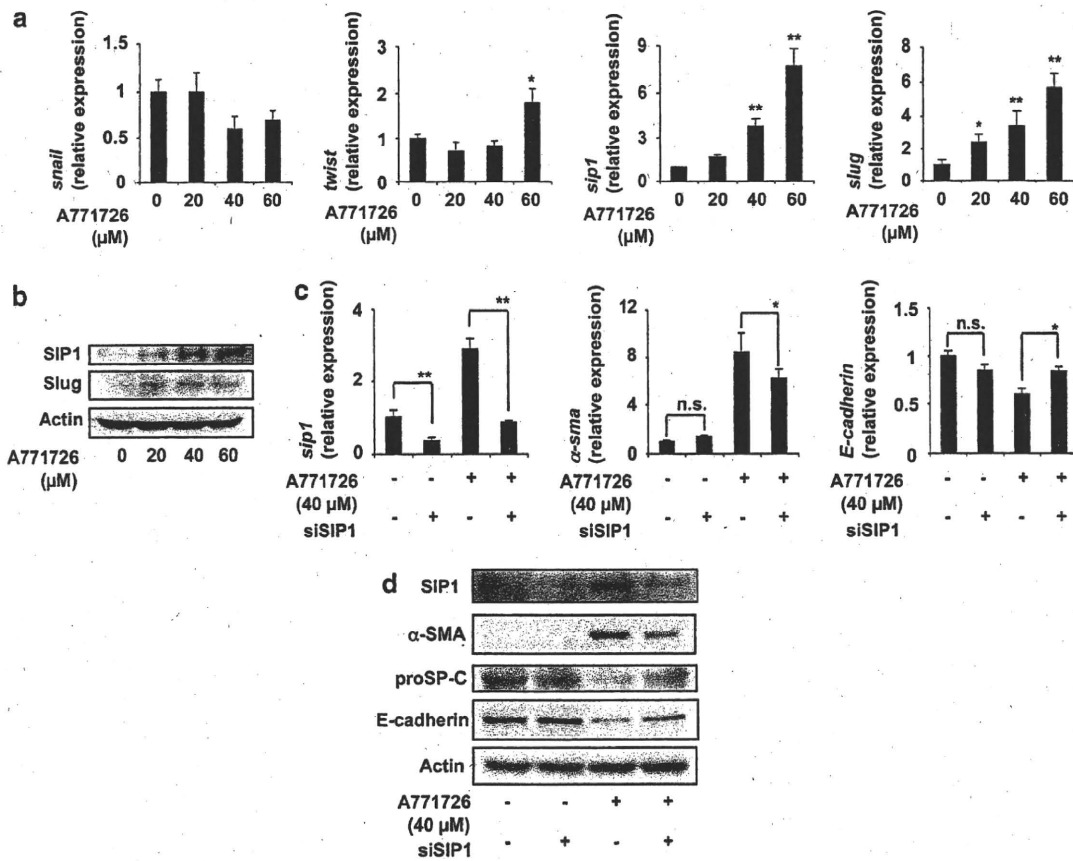 a
snail
(relative expression)
1.5
1
0.5
0
0 20 40 60
A771726
(µM)
twist
(relative expression)
3
2
1
0
*
0 20 40 60
A771726
(µM)
sip1
(relative expression)
9
6
3
0
** **
0 20 40 60
A771726
(µM)
slug
(relative expression)
8
6
4
2
0
* ** **
0 20 40 60
A771726
(µM)
b
SIP1
Slug
Actin
A771726 0 20 40 60
(µM)
c
sip1
(relative expression)
4
2
0
** **
A771726 - - + +
(40 µM)
siSIP1 - + - +
α-sma
(relative expression)
12
8
4
0
n.s. *
A771726 - - + +
(40 µM)
siSIP1 - + - +
E-cadherin
(relative expression)
1.5
1
0.5
0
n.s. *
A771726 - - + +
(40 µM)
siSIP1 - + - +
d
SIP1
α-SMA
proSP-C
E-cadherin
Actin
A771726 - - + +
(40 µM)
siSIP1 - + - +